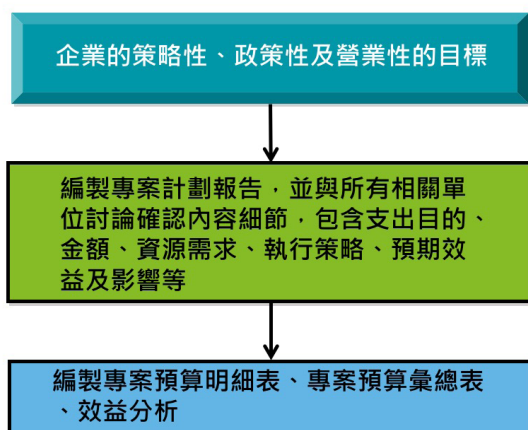 企業的策略性、政策性及營業性的目標
編製專案計劃報告，並與所有相關單
位討論確認內容細節，包含支出目的、
金額、資源需求、執行策略、預期效
益及影響等
編製專案預算明細表、專案預算彙總表
、效益分析